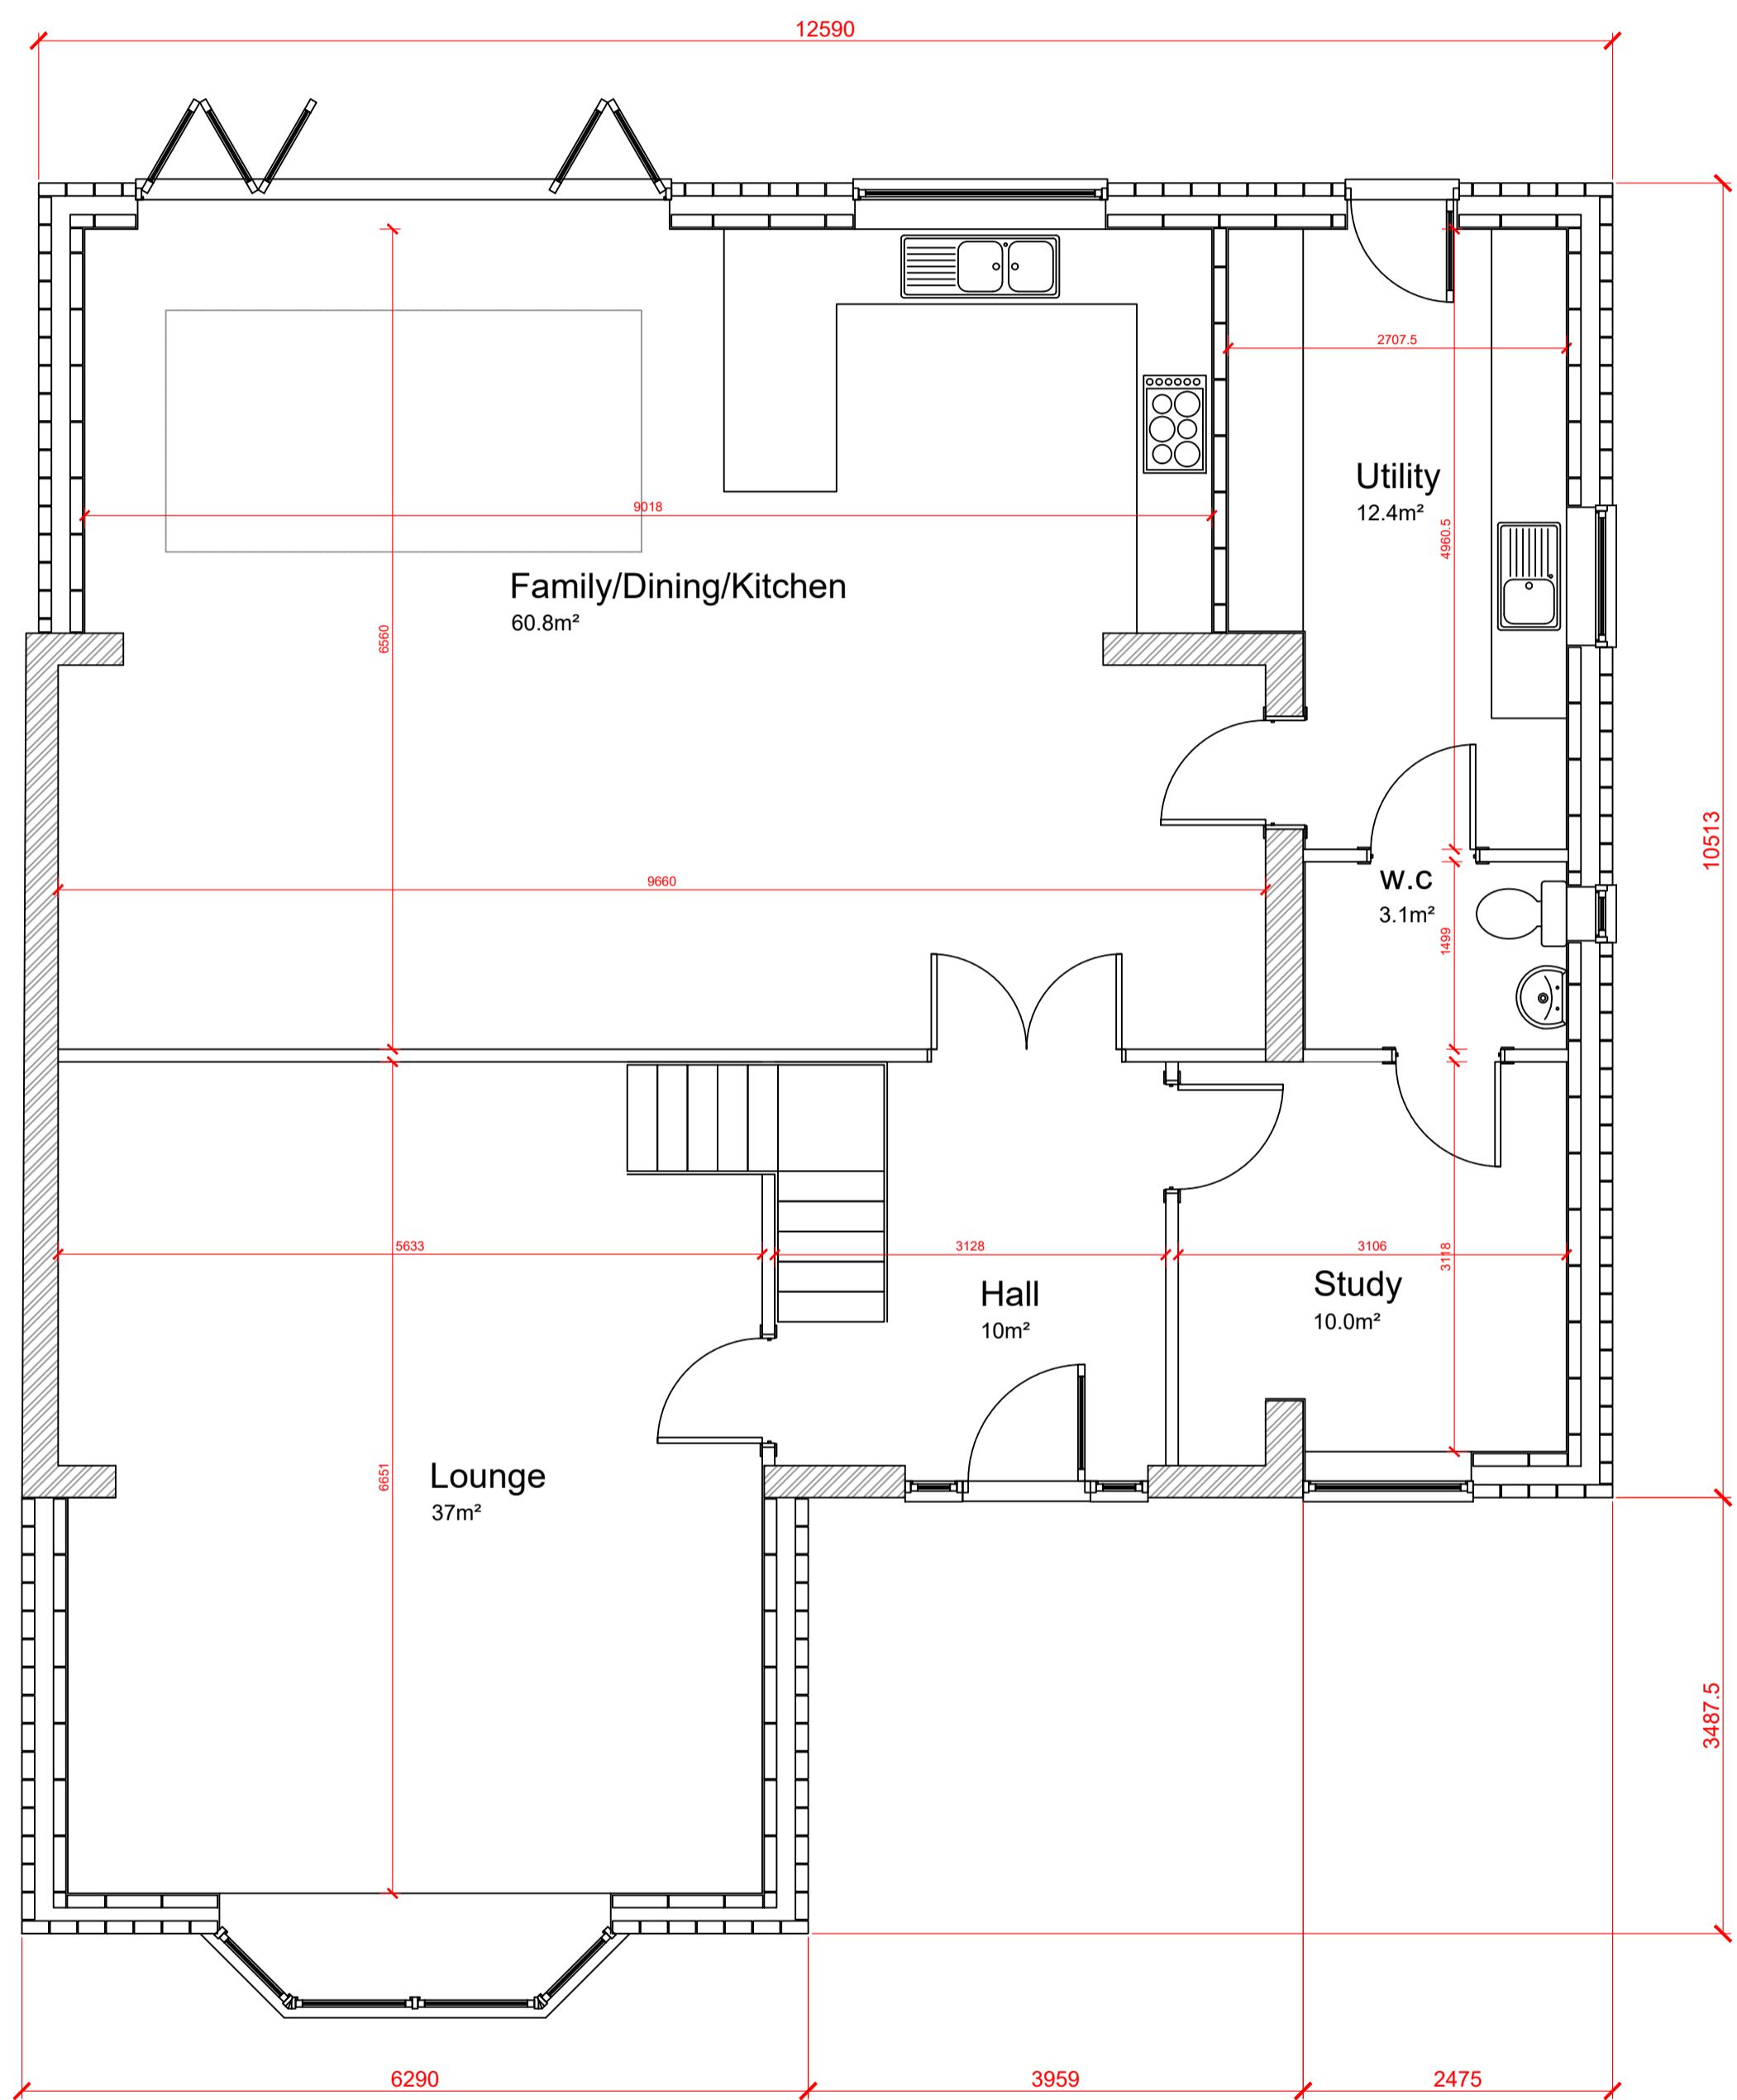 12590
2707.5
Utility
12.4m²
9018
4960.5
Family/Dining/Kitchen
60.8m²
6560
10513
9660
w.c
3.1m²
1499
5633
3128
3106
3118
Hall
10m²
Study
10.0m²
Lounge
37m²
6651
3487.5
6290
3959
2475